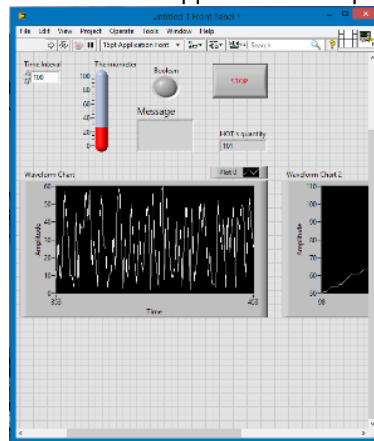 Untitled 1 Front Panel *
File Edit View Project Operate Tools Window Help
15pt Application Font
Search
Time Interval
100
Thermometer
100-
80-
60-
40-
20-
0-
Boolean
STOP
Message
HOT's quantity
101
Waveform Chart
Plot 0
Amplitude
60-
50-
40-
30-
20-
10-
0-
Time
Waveform Chart 2
Amplitude
110-
100-
90-
80-
70-
60-
50-
98